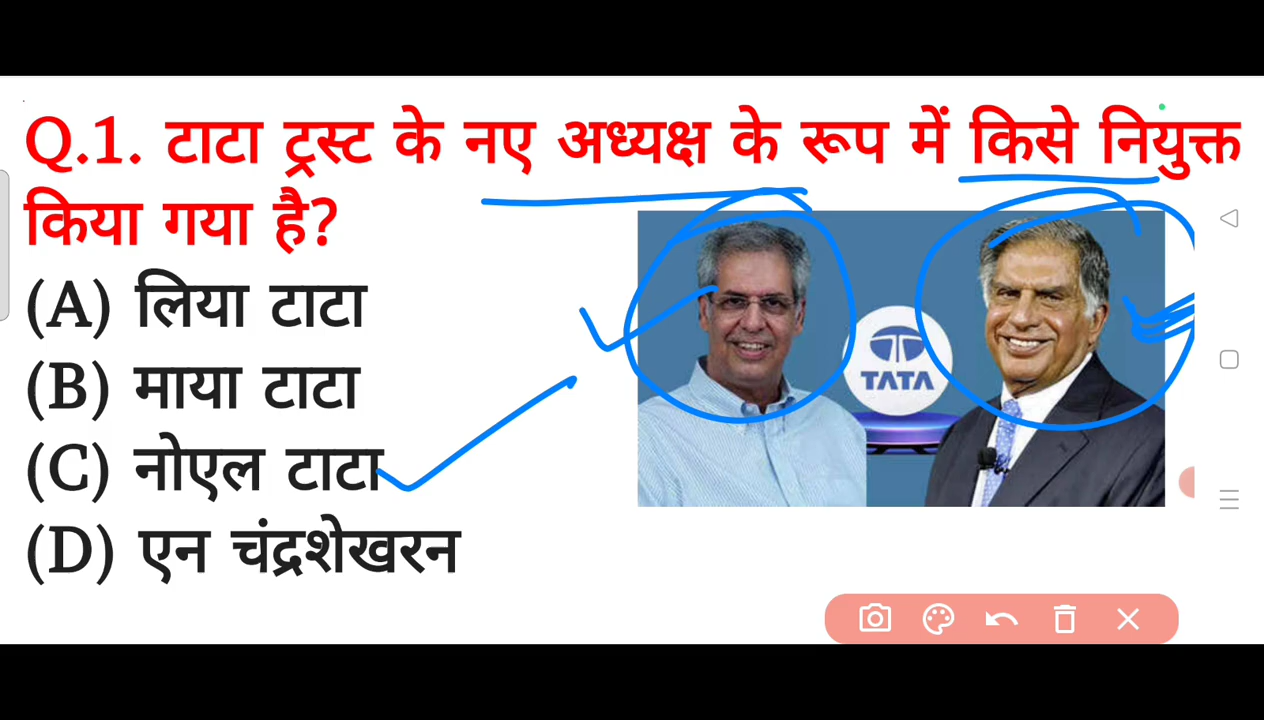 Q.1. टाटा ट्रस्ट के नए अध्यक्ष के रूप में किसे नियुक्त
किया गया है?
(A) लिया टाटा
(B) माया टाटा
(C) नोएल टाटा
(D) एन चंद्रशेखरन
TATA